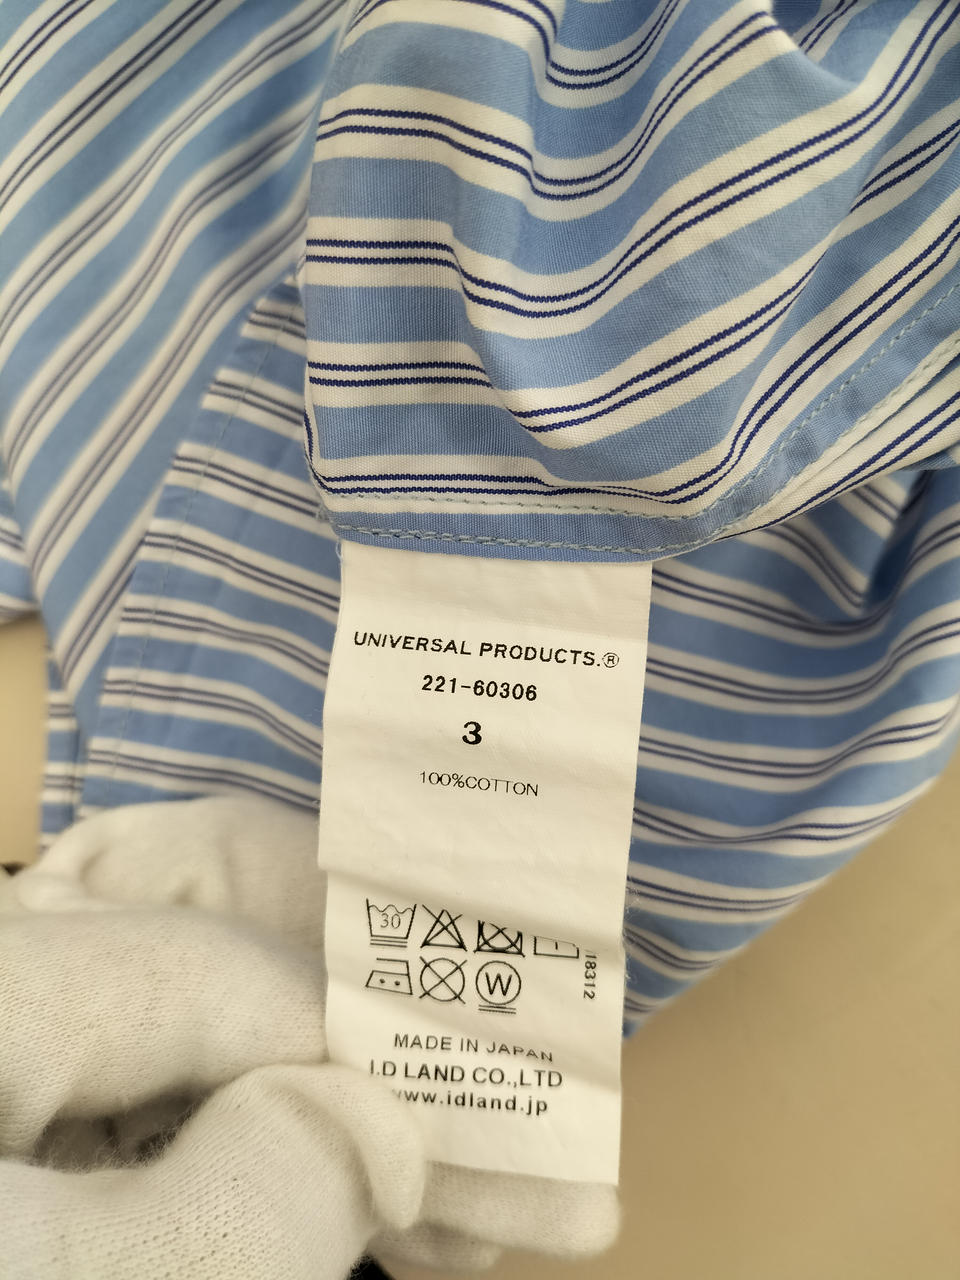 UNIVERSAL PRODUCTS.®
221-60306
3
100%COTTON
30
W
18312
MADE IN JAPAN
I.D LAND CO.,LTD
www.idland.jp